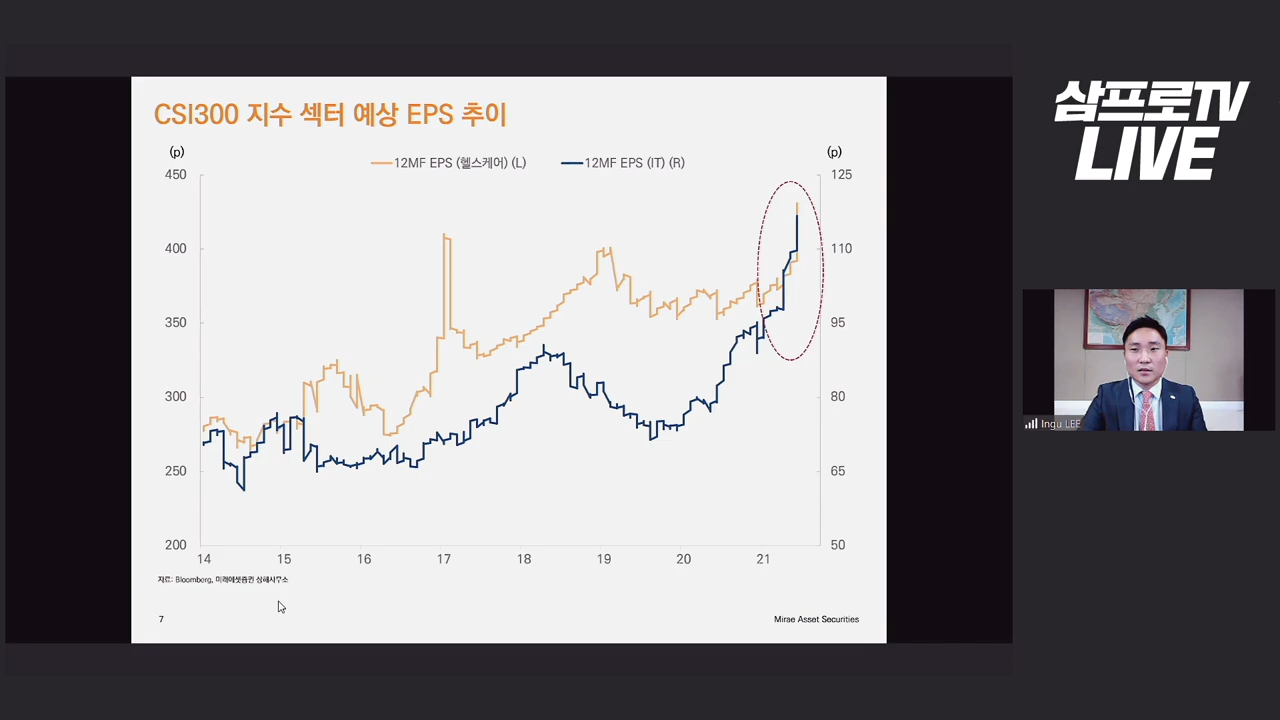 CSI300 지수 섹터 예상 EPS 추이
(p)
(p)
12MF EPS (헬스케어) (L)
12MF EPS (IT) (R)
450
400
350
300
250
200
125
110
95
80
65
50
14 15 16 17 18 19 20 21
자료: Bloomberg, 미래에셋증권 상해사무소
7
Mirae Asset Securities
삼프로TV
LIVE
Ingu LEE